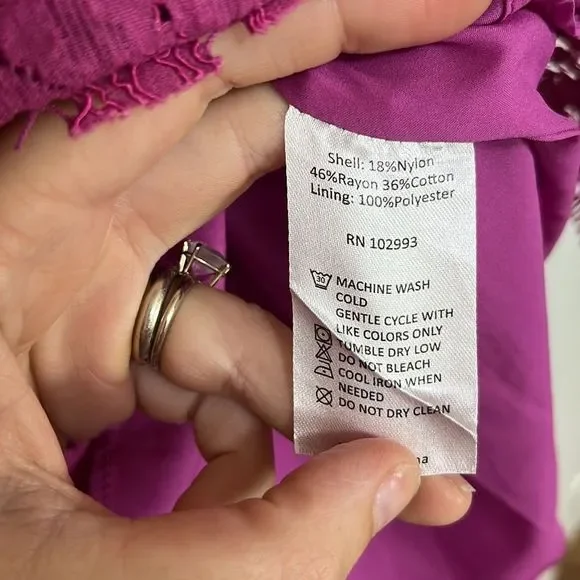 Shell: 18%Nylon
46%Rayon 36%Cotton
Lining: 100%Polyester
RN 102993
30
MACHINE WASH
COLD
GENTLE CYCLE WITH
LIKE COLORS ONLY
TUMBLE DRY LOW
DO NOT BLEACH
COOL IRON WHEN
NEEDED
DO NOT DRY CLEAN